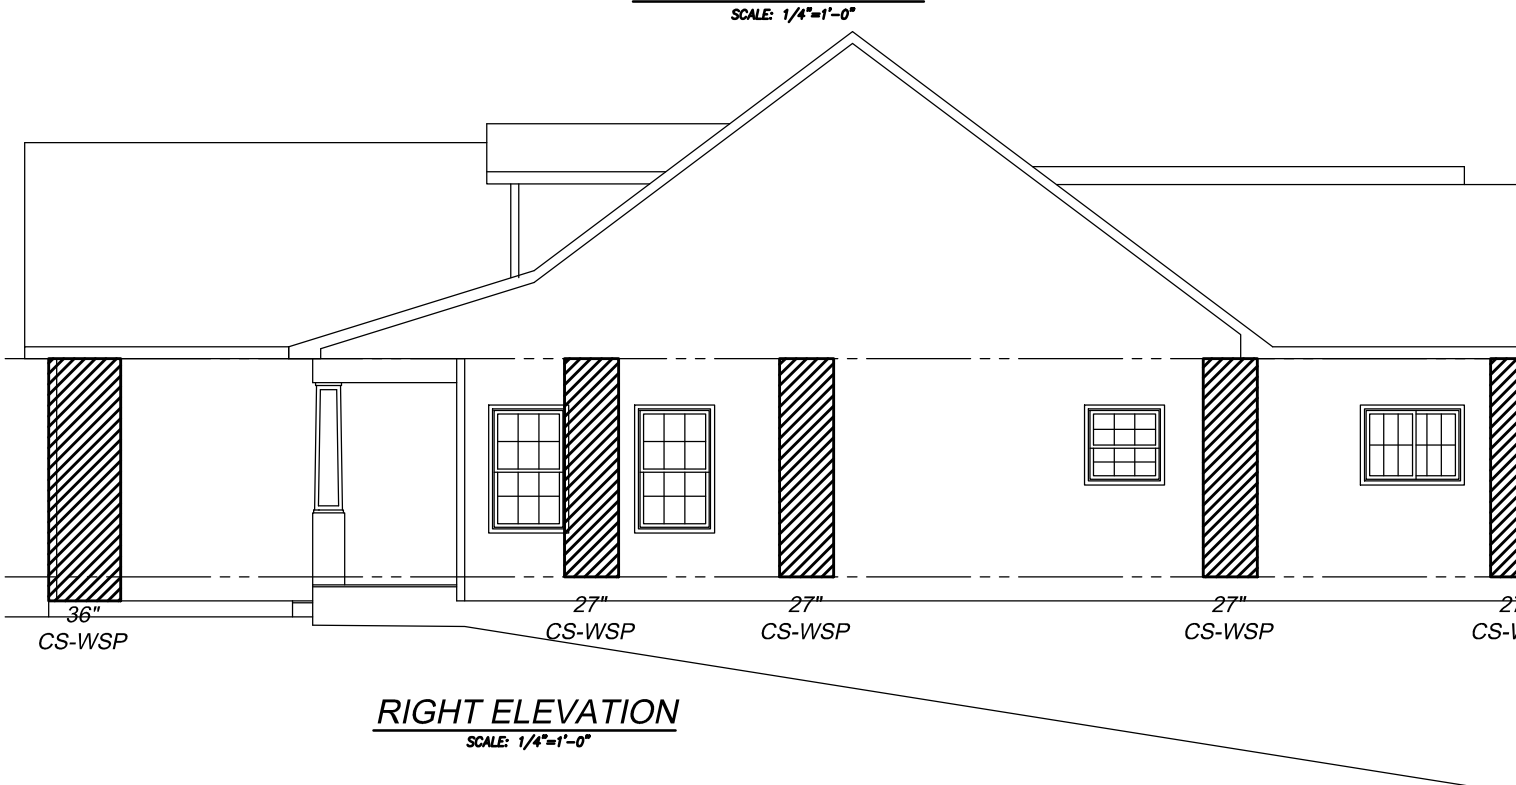 SCALE: 1/4"=1'-0"
36"
CS-WSP
27"
CS-WSP
27"
CS-WSP
27"
CS-WSP
RIGHT ELEVATION
SCALE: 1/4"=1'-0"